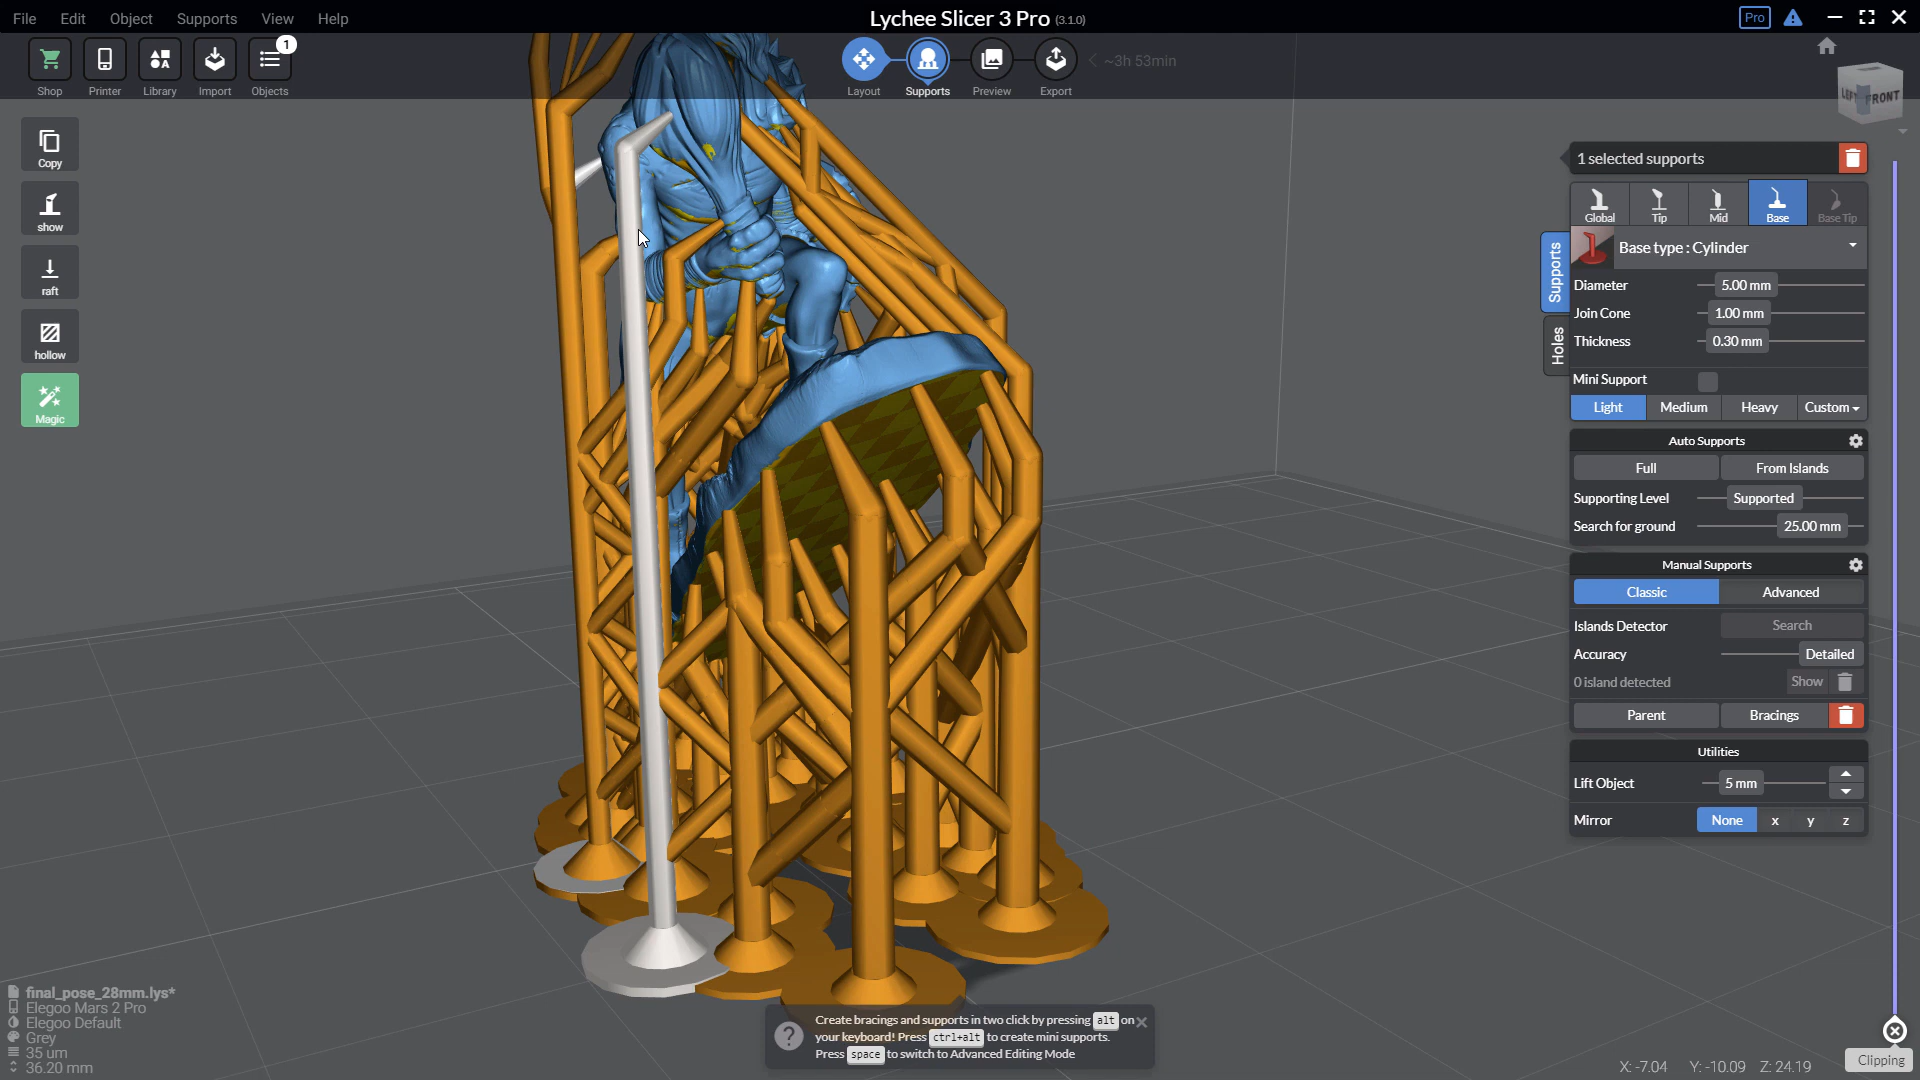 File Edit Object Supports View Help
Lychee Slicer 3 Pro (3.1.0)
Pro
1
Shop Printer Library Import Objects
Layout Supports Preview Export
~3h 53min
LEFT FRONT
Copy
show
raft
hollow
Magic
1 selected supports
Global Tip Mid Base Base Tip
Supports
Holes
Base type : Cylinder
Diameter 5.00 mm
Join Cone 1.00 mm
Thickness 0.30 mm
Mini Support
Light Medium Heavy Custom
Auto Supports
Full From Islands
Supporting Level Supported
Search for ground 25.00 mm
Manual Supports
Classic Advanced
Islands Detector Search
Accuracy Detailed
0 island detected Show
Parent Bracings
Utilities
Lift Object 5 mm
Mirror None x y z
final_pose_28mm.lys*
Elegoo Mars 2 Pro
Elegoo Default
Grey
35 um
36.20 mm
?
Create bracings and supports in two click by pressing alt on
your keyboard! Press ctrl+alt to create mini supports.
Press space to switch to Advanced Editing Mode
X: -7.04 Y: -10.09 Z: 24.19
Clipping